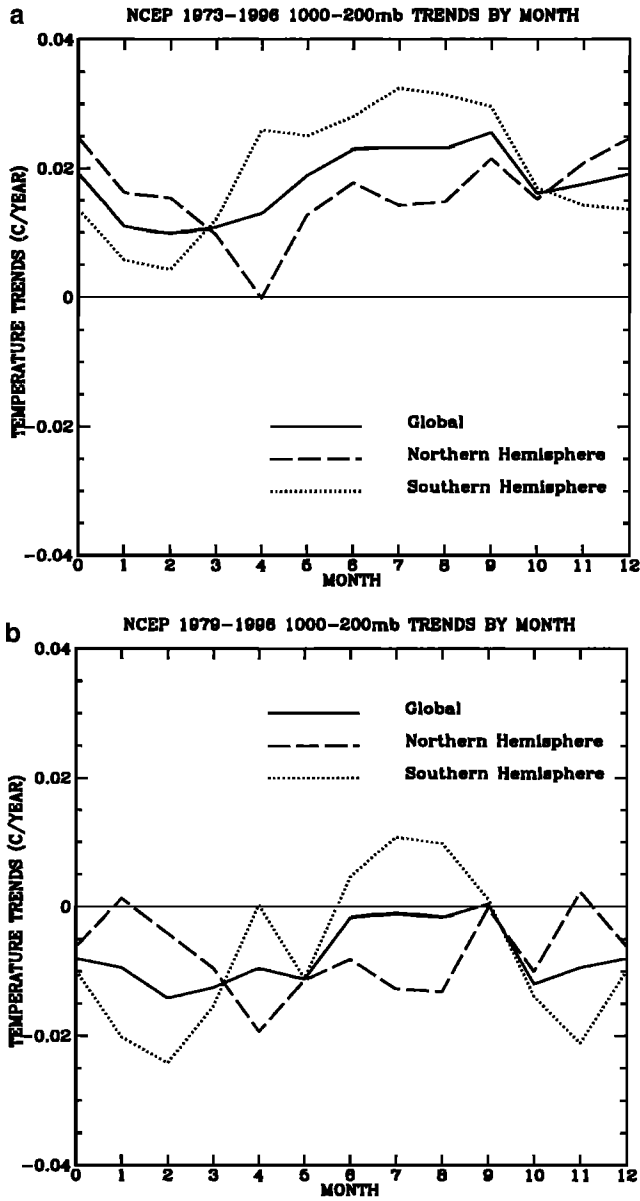 a
NCEP 1973-1996 1000-200mb TRENDS BY MONTH
0.04
0.02
0
-0.02
-0.04
TEMPERATURE TRENDS (C/YEAR)
Global
Northern Hemisphere
Southern Hemisphere
0 1 2 3 4 5 6 7 8 9 10 11 12
MONTH
b
NCEP 1979-1996 1000-200mb TRENDS BY MONTH
0.04
0.02
0
-0.02
-0.04
TEMPERATURE TRENDS (C/YEAR)
Global
Northern Hemisphere
Southern Hemisphere
0 1 2 3 4 5 6 7 8 9 10 11 12
MONTH